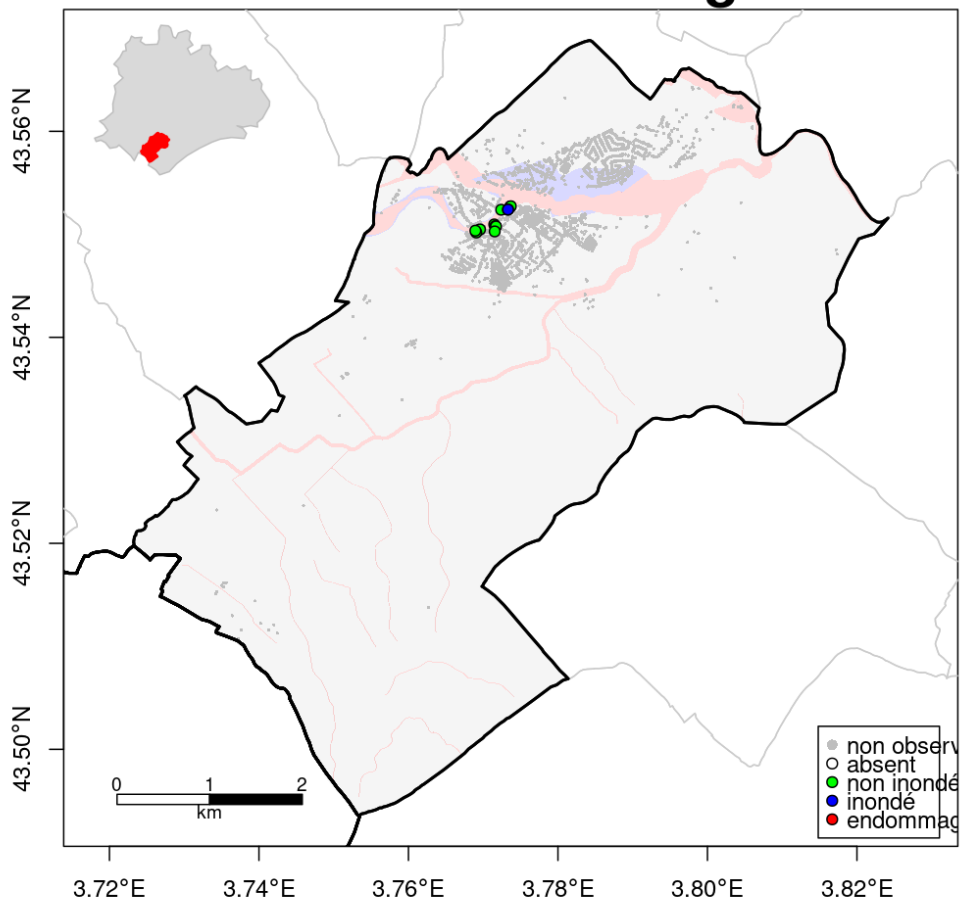 43.56°N
43.54°N
43.52°N
43.50°N
0 1 2
km
non observ
absent
non inondé
inondé
endommag
3.72°E 3.74°E 3.76°E 3.78°E 3.80°E 3.82°E